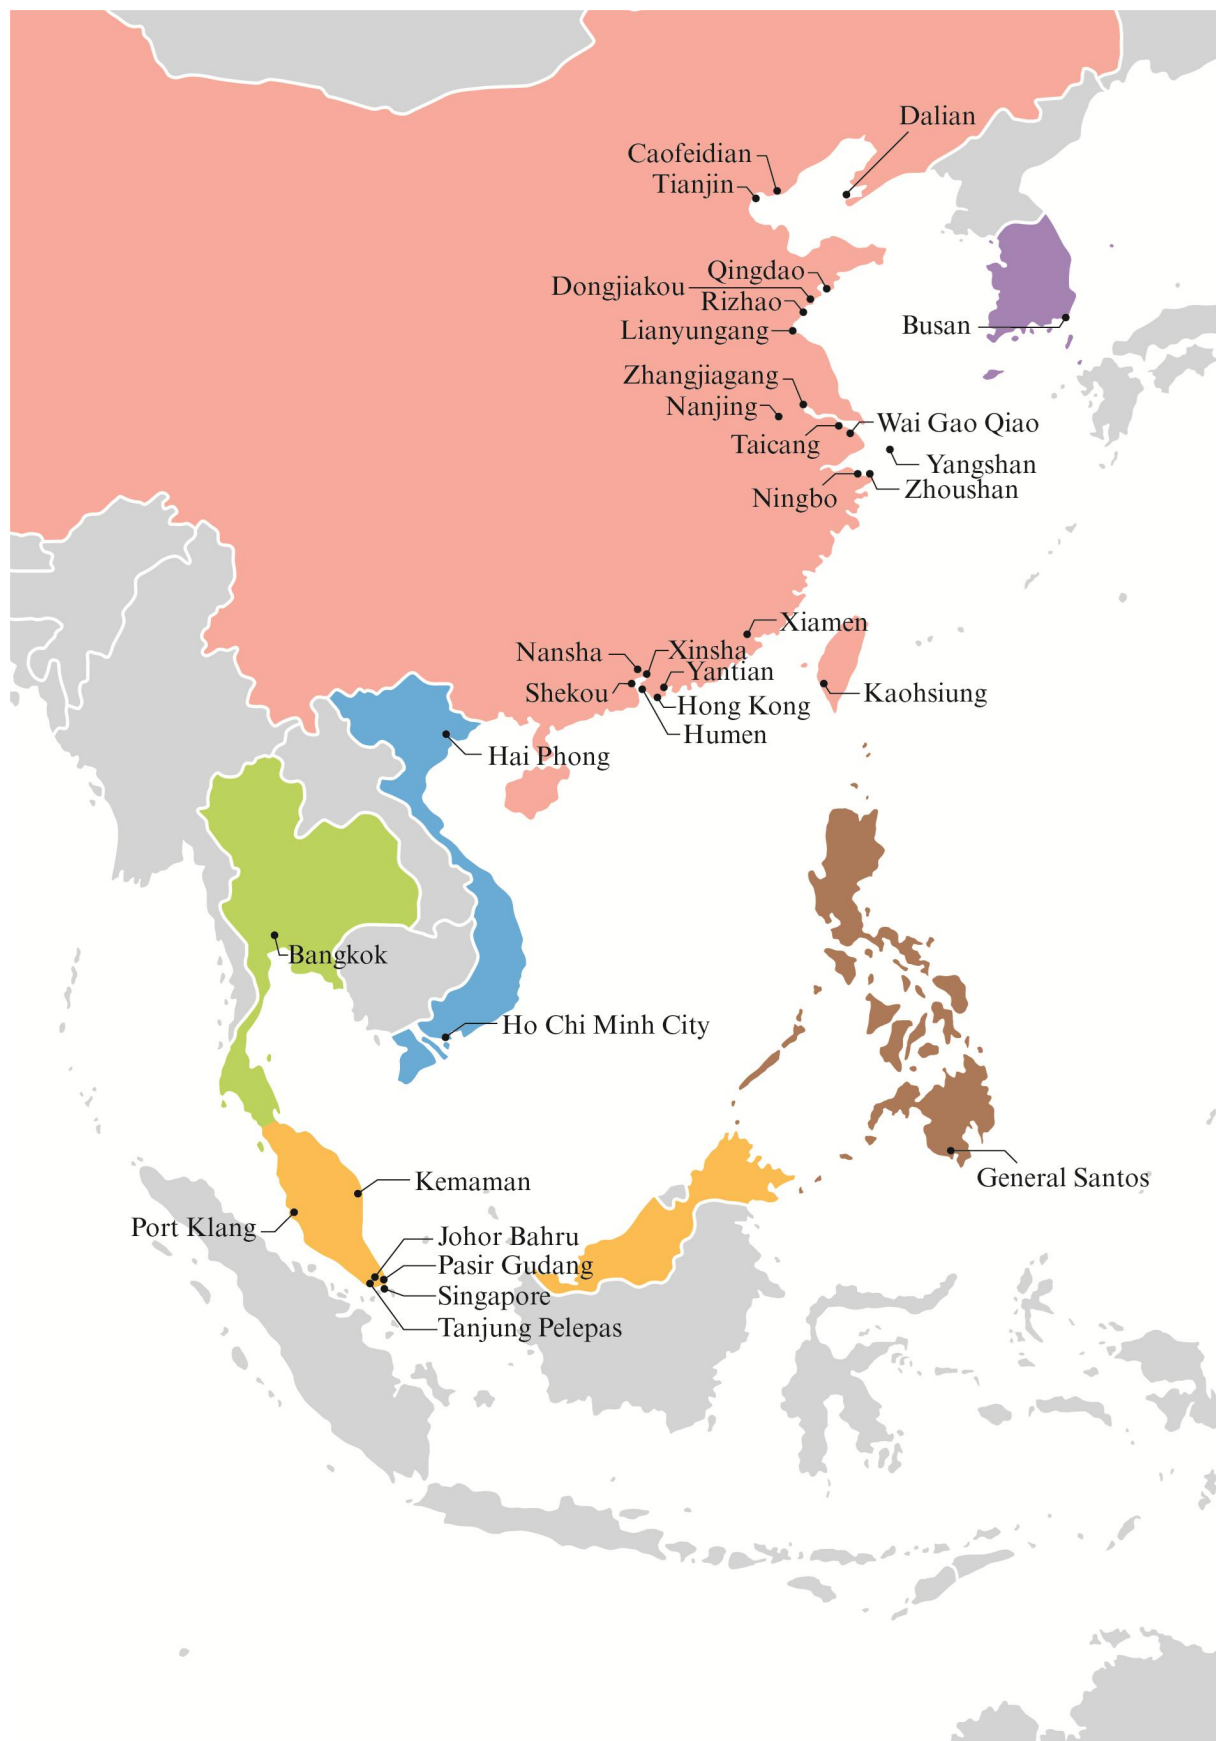 Dalian
Caofeidian
Tianjin
Qingdao
Dongjiakou
Rizhao
Busan
Lianyungang
Zhangjiagang
Nanjing
Wai Gao Qiao
Taicang
Yangshan
Zhoushan
Ningbo
Xiamen
Xinsha
Nansha
Yantian
Shekou
Kaohsiung
Hong Kong
Humen
Hai Phong
Bangkok
Ho Chi Minh City
General Santos
Kemaman
Port Klang
Johor Bahru
Pasir Gudang
Singapore
Tanjung Pelepas